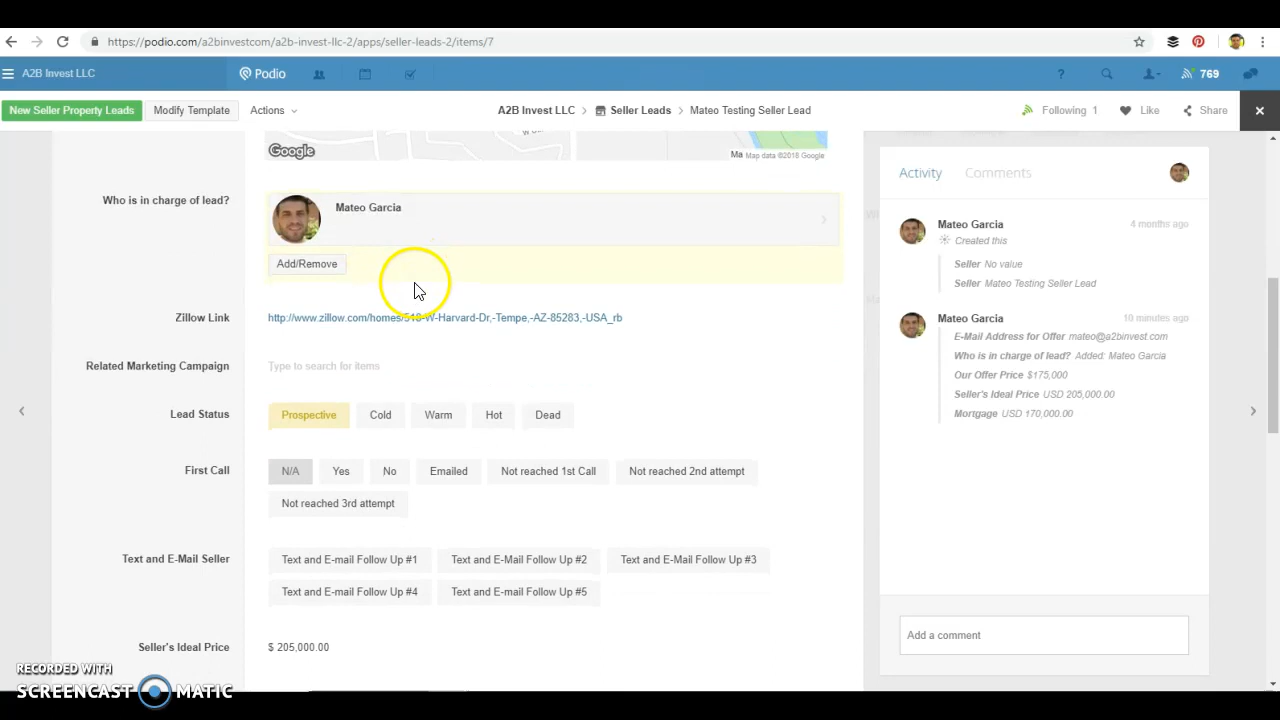 https://podio.com/a2binvestcom/a2b-invest-llc-2/apps/seller-leads-2/items/7
A2B Invest LLC
Podio
?
769
New Seller Property Leads
Modify Template
Actions
A2B Invest LLC > Seller Leads > Mateo Testing Seller Lead
Following 1
Like
Share
Google
Map data ©2018 Google
Who is in charge of lead?
Mateo Garcia
Add/Remove
Zillow Link
http://www.zillow.com/homes/518-W-Harvard-Dr,-Tempe,-AZ-85283,-USA_rb
Related Marketing Campaign
Type to search for items
Lead Status
Prospective Cold Warm Hot Dead
First Call
N/A Yes No Emailed Not reached 1st Call Not reached 2nd attempt
Not reached 3rd attempt
Text and E-Mail Seller
Text and E-mail Follow Up #1 Text and E-Mail Follow Up #2 Text and E-Mail Follow Up #3
Text and E-mail Follow Up #4 Text and E-mail Follow Up #5
Seller's Ideal Price
$ 205,000.00
Activity Comments
Mateo Garcia 4 months ago
Created this
Seller No value
Seller Mateo Testing Seller Lead
Mateo Garcia 10 minutes ago
E-Mail Address for Offer mateo@a2binvest.com
Who is in charge of lead? Added: Mateo Garcia
Our Offer Price $175,000
Seller's Ideal Price USD 205,000.00
Mortgage USD 170,000.00
Add a comment
RECORDED WITH
SCREENCAST MATIC